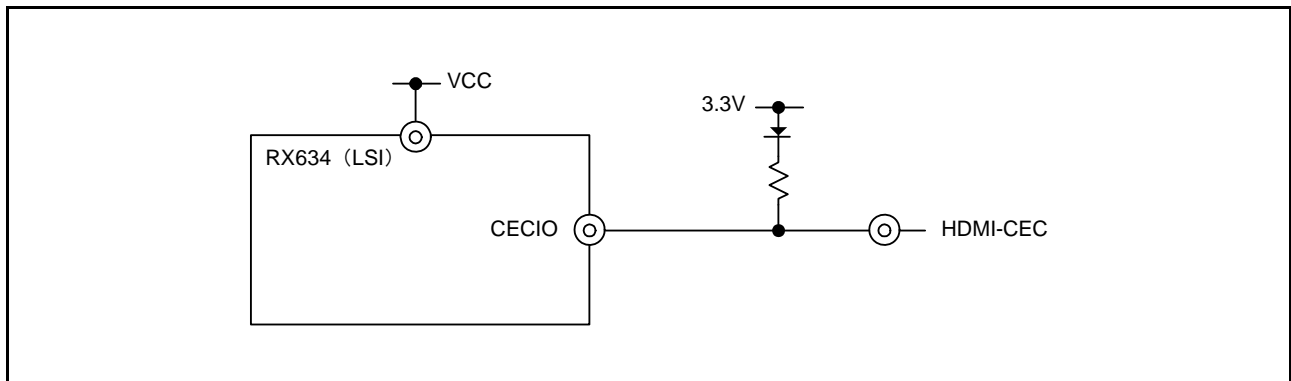 VCC
3.3V
RX634（LSI）
CECIO
HDMI-CEC